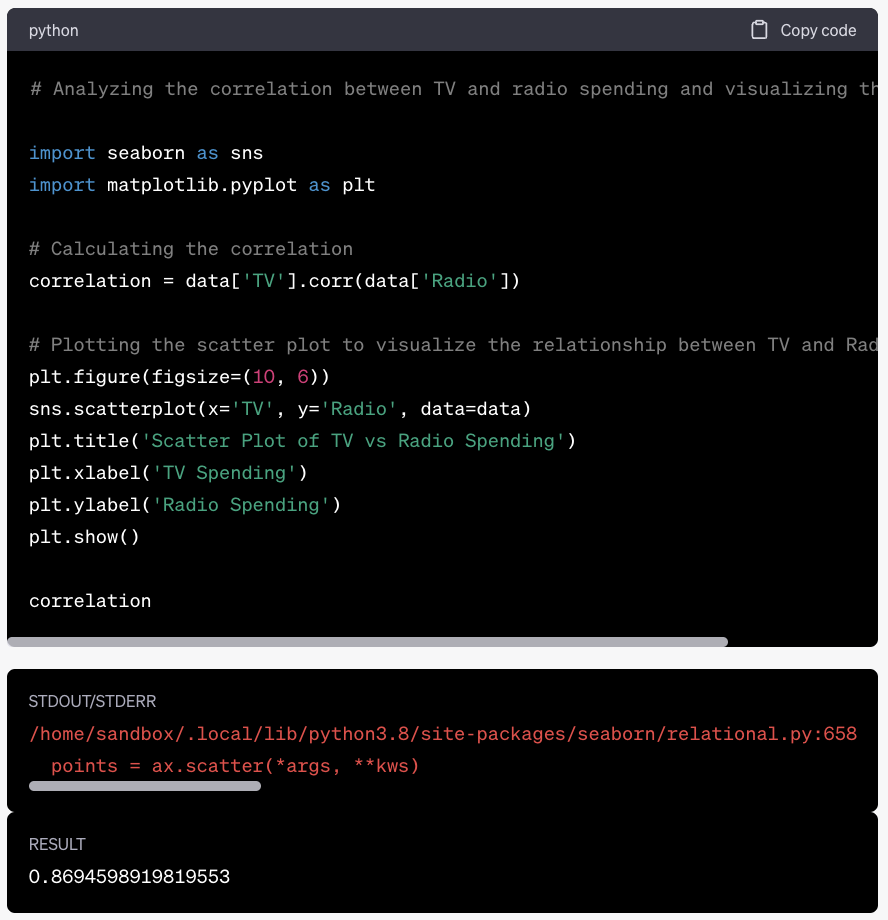 python
Copy code
# Analyzing the correlation between TV and radio spending and visualizing
import seaborn as sns
import matplotlib.pyplot as plt
# Calculating the correlation
correlation = data['TV'].corr(data['Radio'])
# Plotting the scatter plot to visualize the relationship between TV and
plt.figure(figsize=(10, 6))
sns.scatterplot(x='TV', y='Radio', data=data)
plt.title('Scatter Plot of TV vs Radio Spending')
plt.xlabel('TV Spending')
plt.ylabel('Radio Spending')
plt.show()
correlation
STDOUT/STDERR
/home/sandbox/.local/lib/python3.8/site-packages/seaborn/relational.py:658
points = ax.scatter(*args, **kws)
RESULT
0.8694598919819553